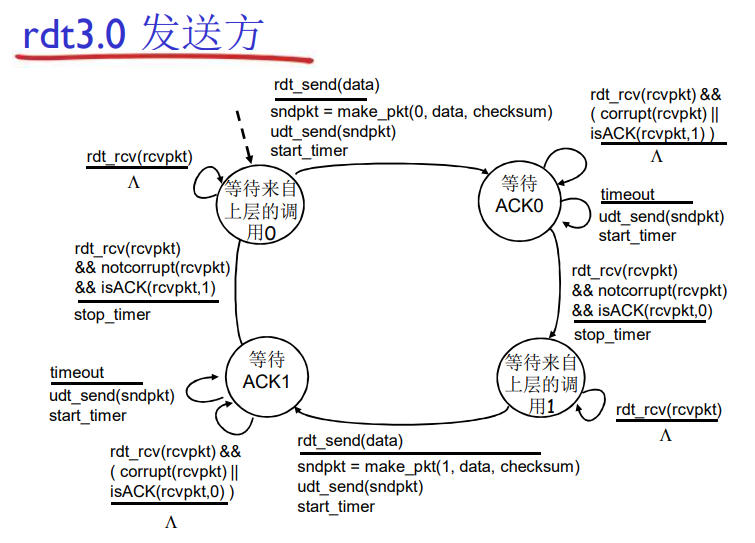 rdt3.0 发送方
rdt_send(data)
sndpkt = make_pkt(0, data, checksum)
udt_send(sndpkt)
start_timer
rdt_rcv(rcvpkt) &&
( corrupt(rcvpkt) ||
isACK(rcvpkt,1) )
Λ
rdt_rcv(rcvpkt)
Λ
等待来自
上层的调
用0
等待
ACK0
timeout
udt_send(sndpkt)
start_timer
rdt_rcv(rcvpkt)
&& notcorrupt(rcvpkt)
&& isACK(rcvpkt,1)
stop_timer
rdt_rcv(rcvpkt)
&& notcorrupt(rcvpkt)
&& isACK(rcvpkt,0)
stop_timer
等待
ACK1
等待来自
上层的调
用1
timeout
udt_send(sndpkt)
start_timer
rdt_rcv(rcvpkt)
Λ
rdt_rcv(rcvpkt) &&
( corrupt(rcvpkt) ||
isACK(rcvpkt,0) )
Λ
rdt_send(data)
sndpkt = make_pkt(1, data, checksum)
udt_send(sndpkt)
start_timer